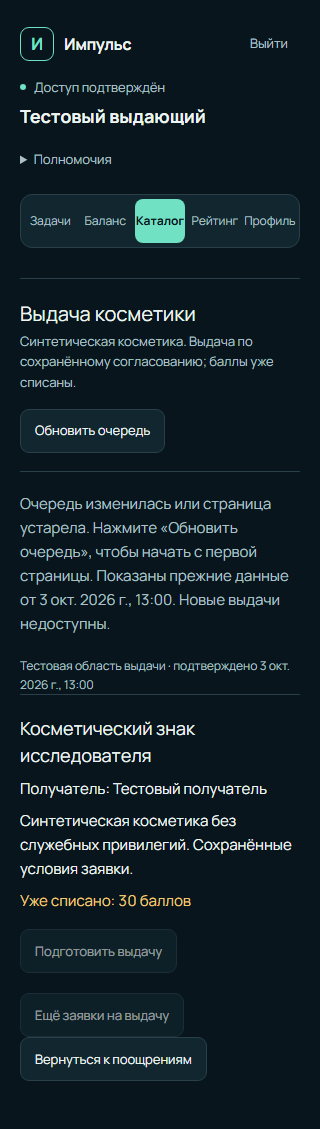 И Импульс Выйти
Доступ подтверждён
Тестовый выдающий
Полномочия
Задачи Баланс Каталог Рейтинг Профиль
Выдача косметики
Синтетическая косметика. Выдача по
сохранённому согласованию; баллы уже
списаны.
Обновить очередь
Очередь изменилась или страница
устарела. Нажмите «Обновить
очередь», чтобы начать с первой
страницы. Показаны прежние данные
от 3 окт. 2026 г., 13:00. Новые выдачи
недоступны.
Тестовая область выдачи · подтверждено 3 окт.
2026 г., 13:00
Косметический знак
исследователя
Получатель: Тестовый получатель
Синтетическая косметика без
служебных привилегий. Сохранённые
условия заявки.
Уже списано: 30 баллов
Подготовить выдачу
Ещё заявки на выдачу
Вернуться к поощрениям